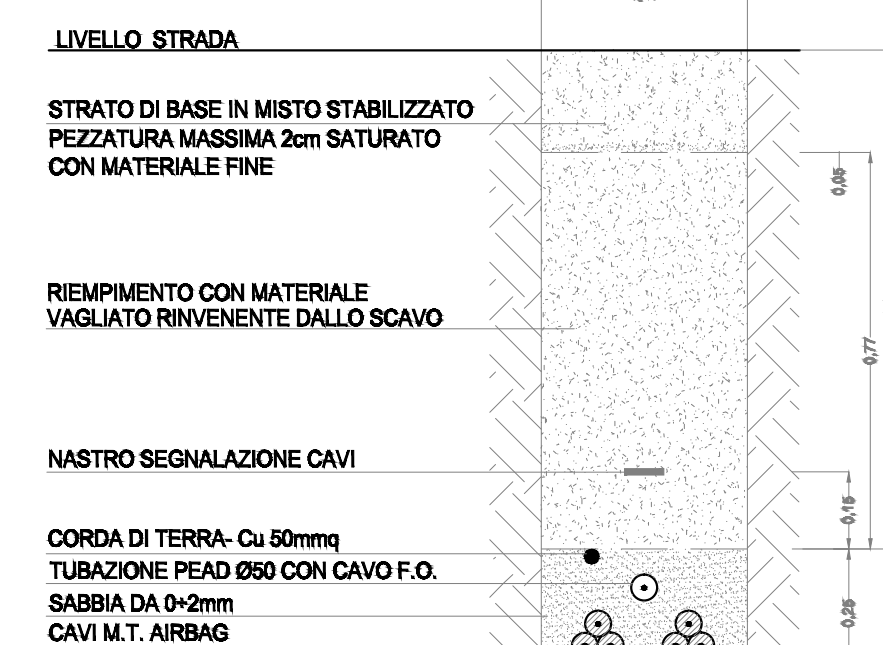 LIVELLO STRADA
STRATO DI BASE IN MISTO STABILIZZATO
PEZZATURA MASSIMA 2cm SATURATO
CON MATERIALE FINE
0,05
RIEMPIMENTO CON MATERIALE
VAGLIATO RINVENENTE DALLO SCAVO
0,77
NASTRO SEGNALAZIONE CAVI
0,15
CORDA DI TERRA- Cu 50mmq
TUBAZIONE PEAD Ø50 CON CAVO F.O.
SABBIA DA 0÷2mm
0,25
CAVI M.T. AIRBAG